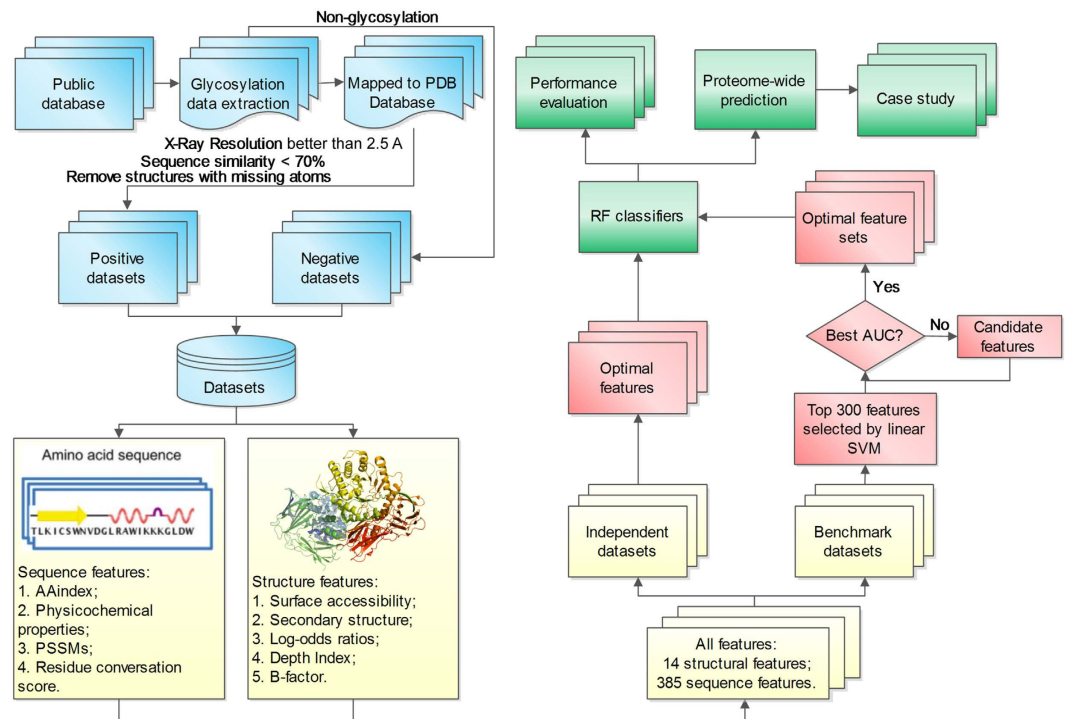 Non-glycosylation
Public
database
Glycosylation
data extraction
Mapped to PDB
Database
X-Ray Resolution better than 2.5 A
Sequence similarity < 70%
Remove structures with missing atoms
Positive
datasets
Negative
datasets
Datasets
Amino acid sequence
TLKICSWNVDGLRAWIKKKGLDW
Sequence features:
1. AAindex;
2. Physicochemical
properties;
3. PSSMs;
4. Residue conversation
score.
Structure features:
1. Surface accessibility;
2. Secondary structure;
3. Log-odds ratios;
4. Depth Index;
5. B-factor.
Performance
evaluation
Proteome-wide
prediction
Case study
RF classifiers
Optimal feature
sets
Yes
Best AUC?
No
Candidate
features
Optimal
features
Top 300 features
selected by linear
SVM
Independent
datasets
Benchmark
datasets
All features:
14 structural features;
385 sequence features.